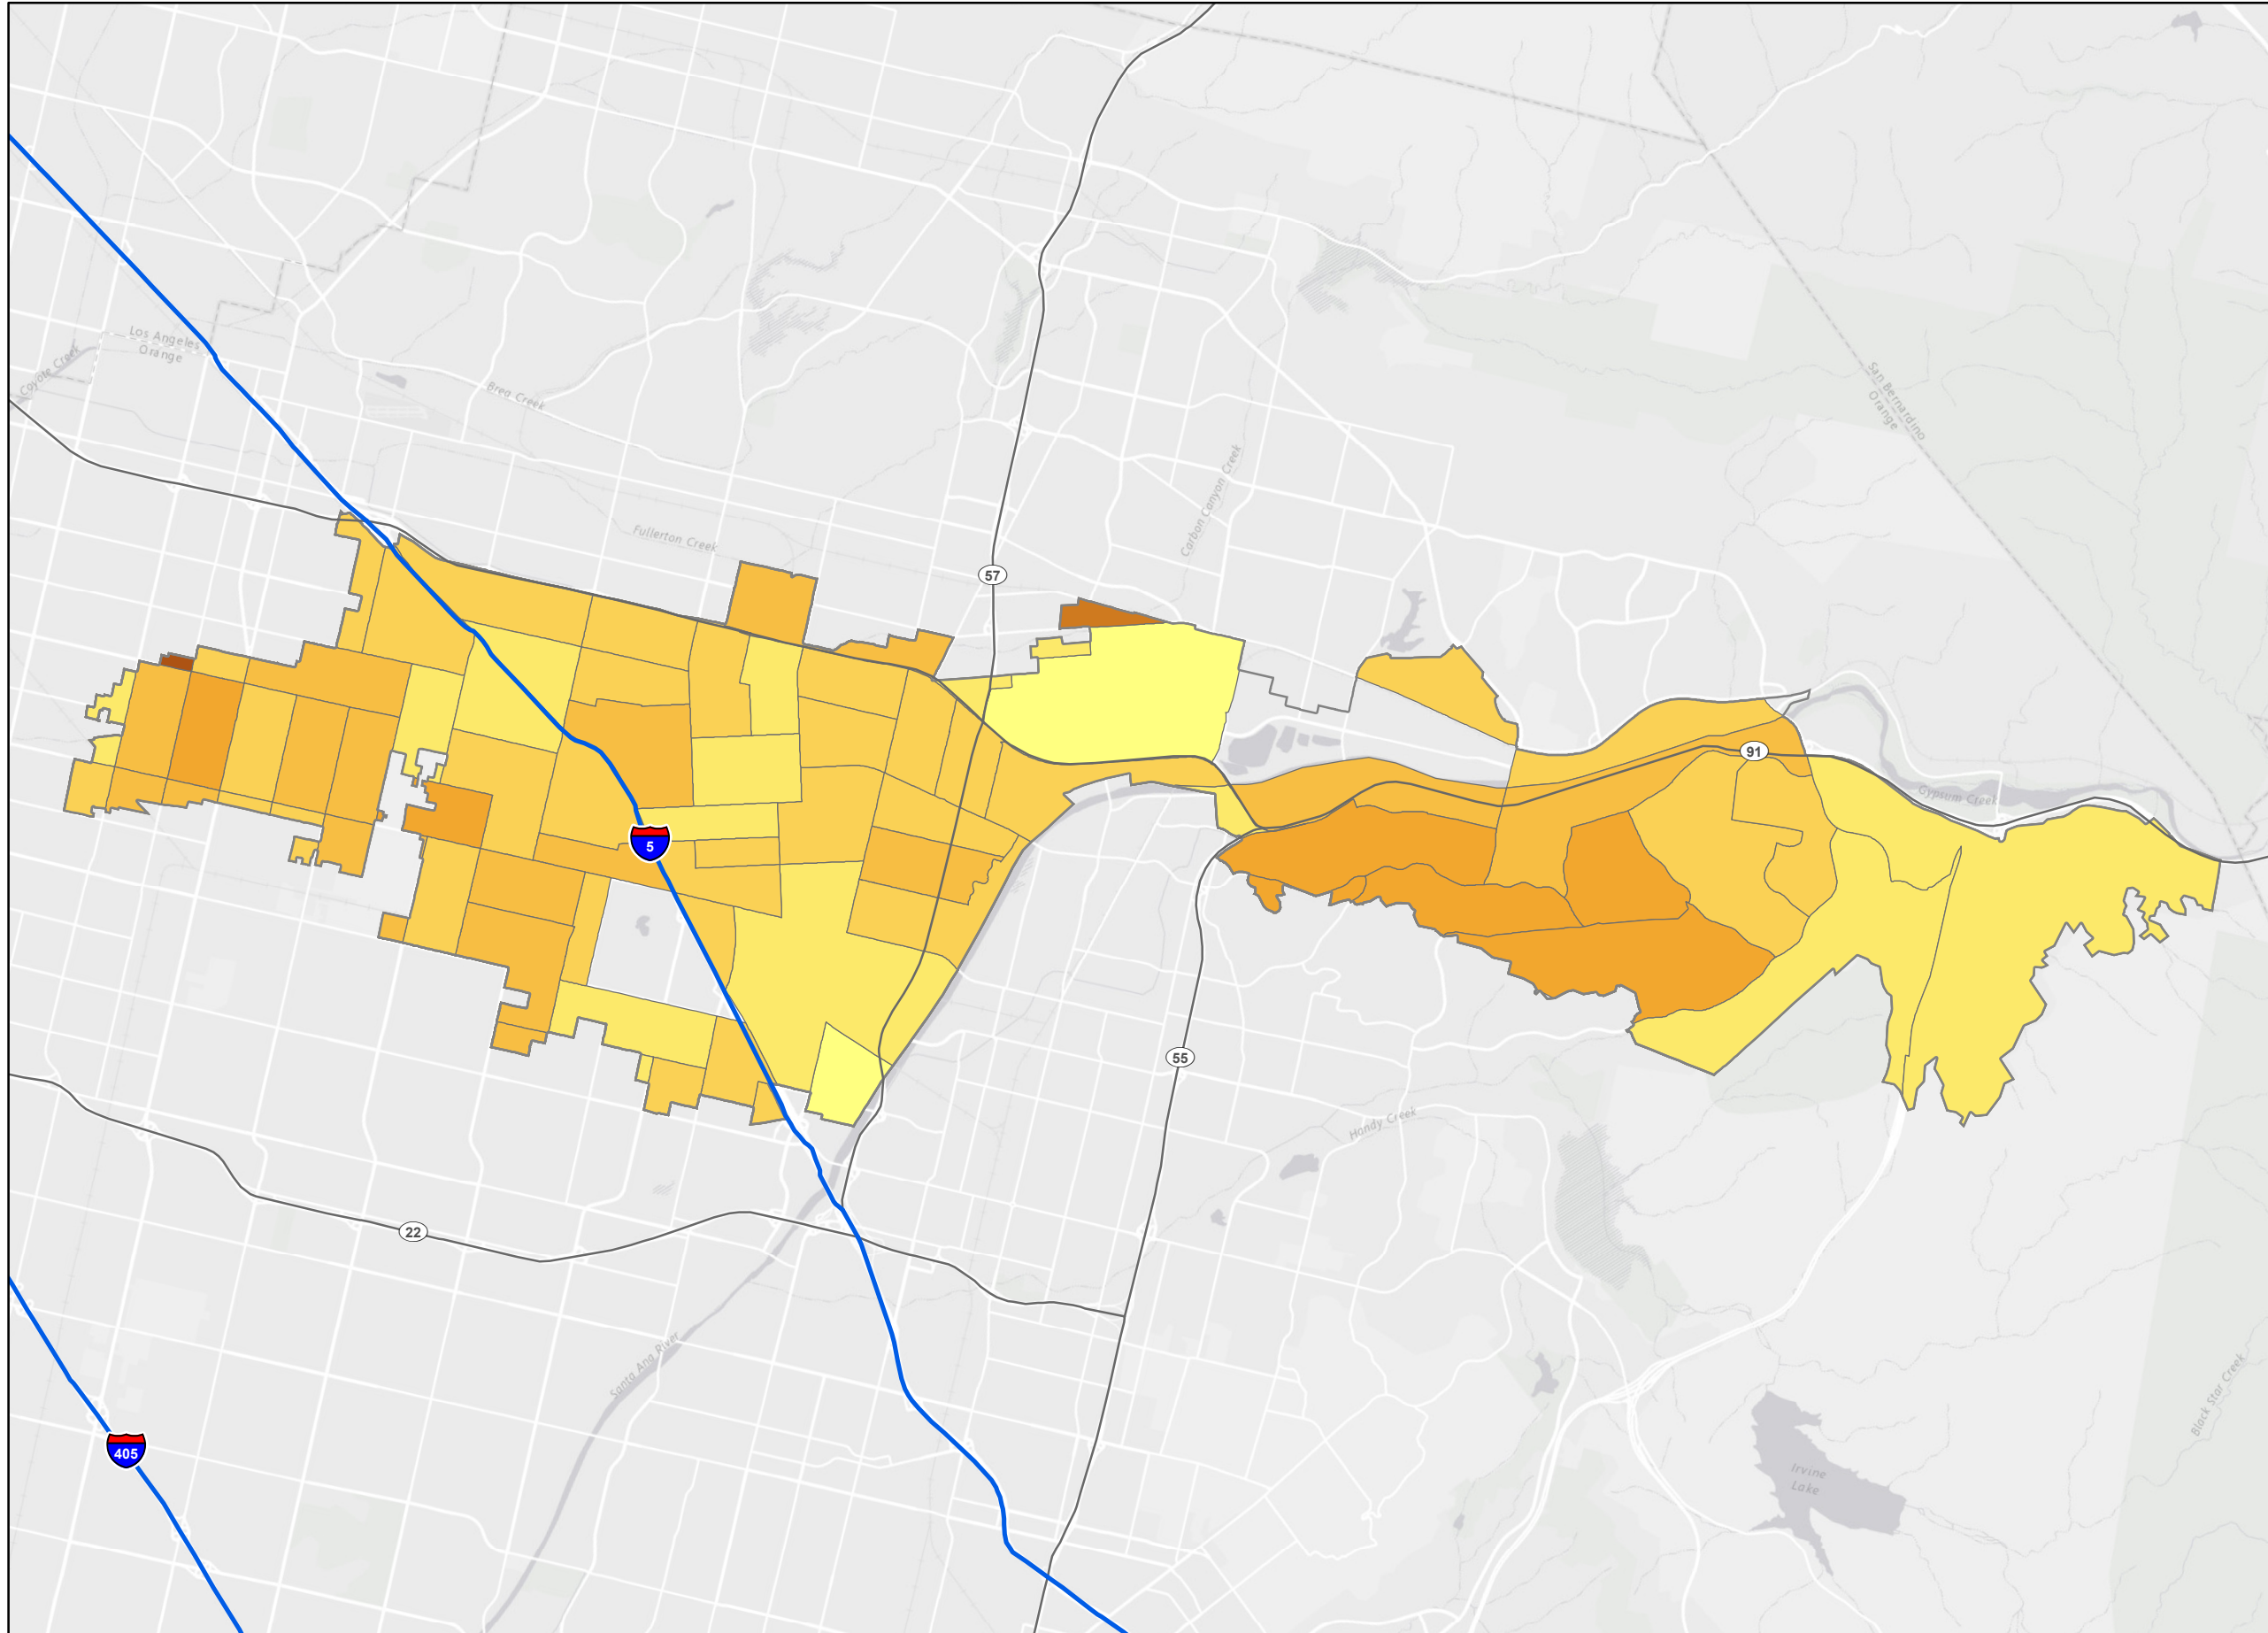 Los Angeles
Orange
Coyote Creek
Brea Creek
San Bernardino
Orange
Fullerton Creek
Carbon Canyon Creek
57
91
Gypsum Creek
5
55
Handy Creek
22
Santa Ana River
Black Star Creek
405
Irvine
Lake